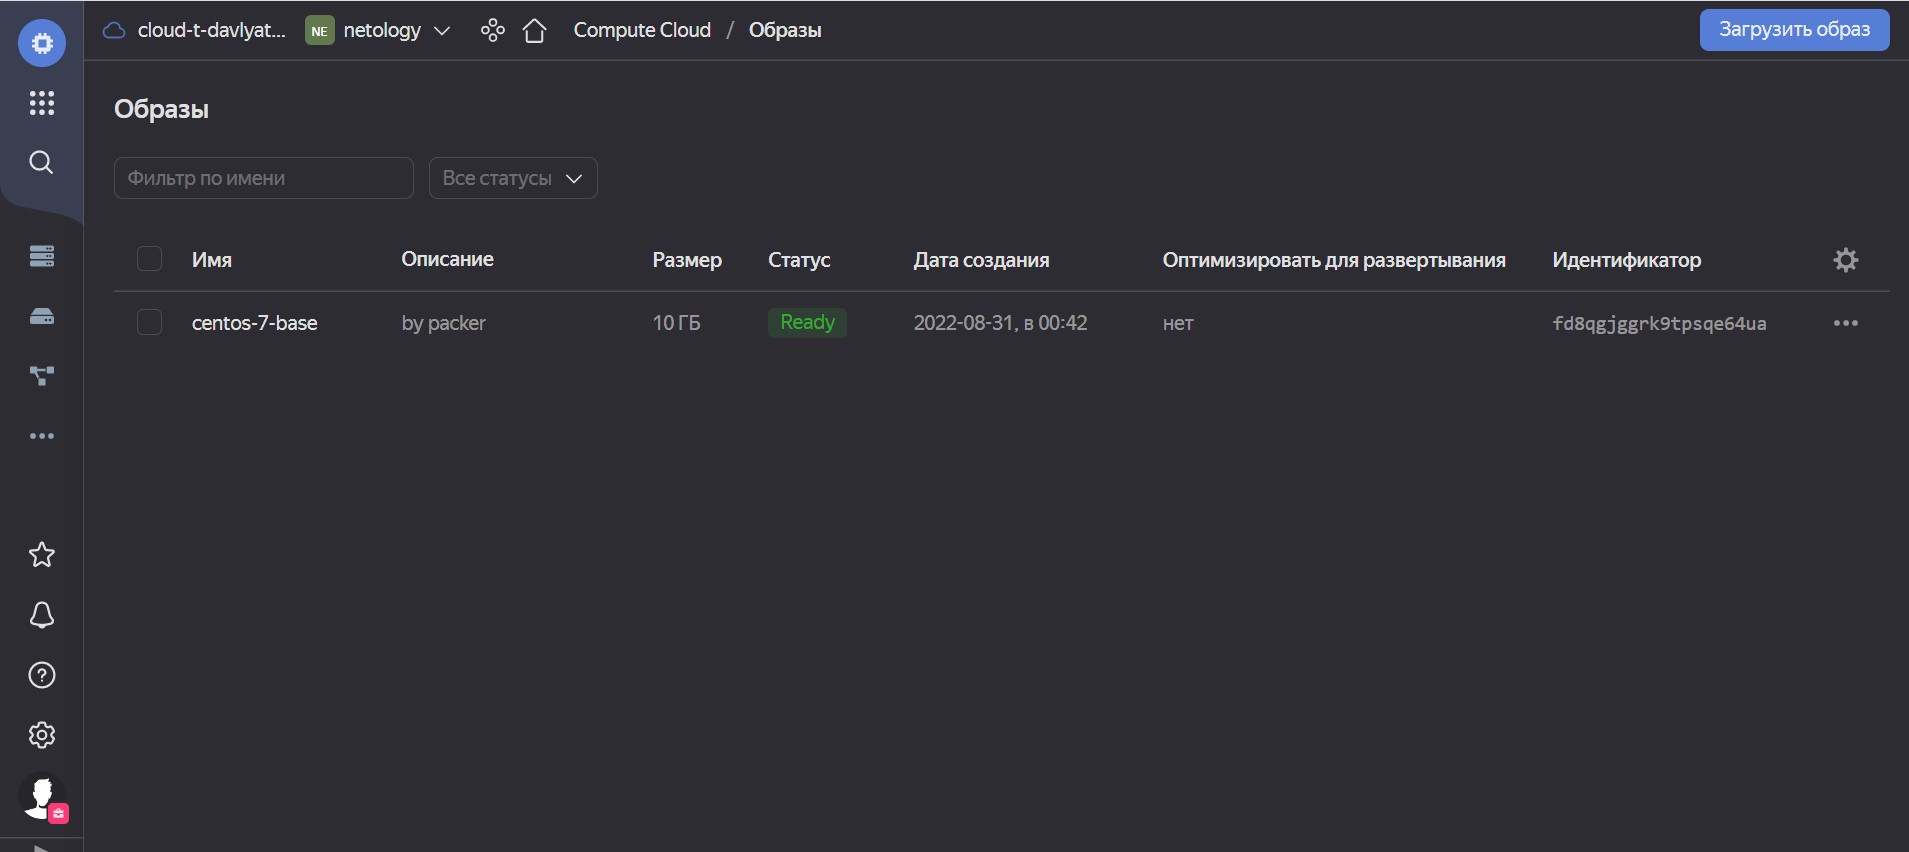 cloud-t-davlyat... NE netology Compute Cloud / Образы Загрузить образ
Образы
Фильтр по имени Все статусы
Имя Описание Размер Статус Дата создания Оптимизировать для развертывания Идентификатор
centos-7-base by packer 10 ГБ Ready 2022-08-31, в 00:42 нет fd8qgjggrk9tpsqe64ua